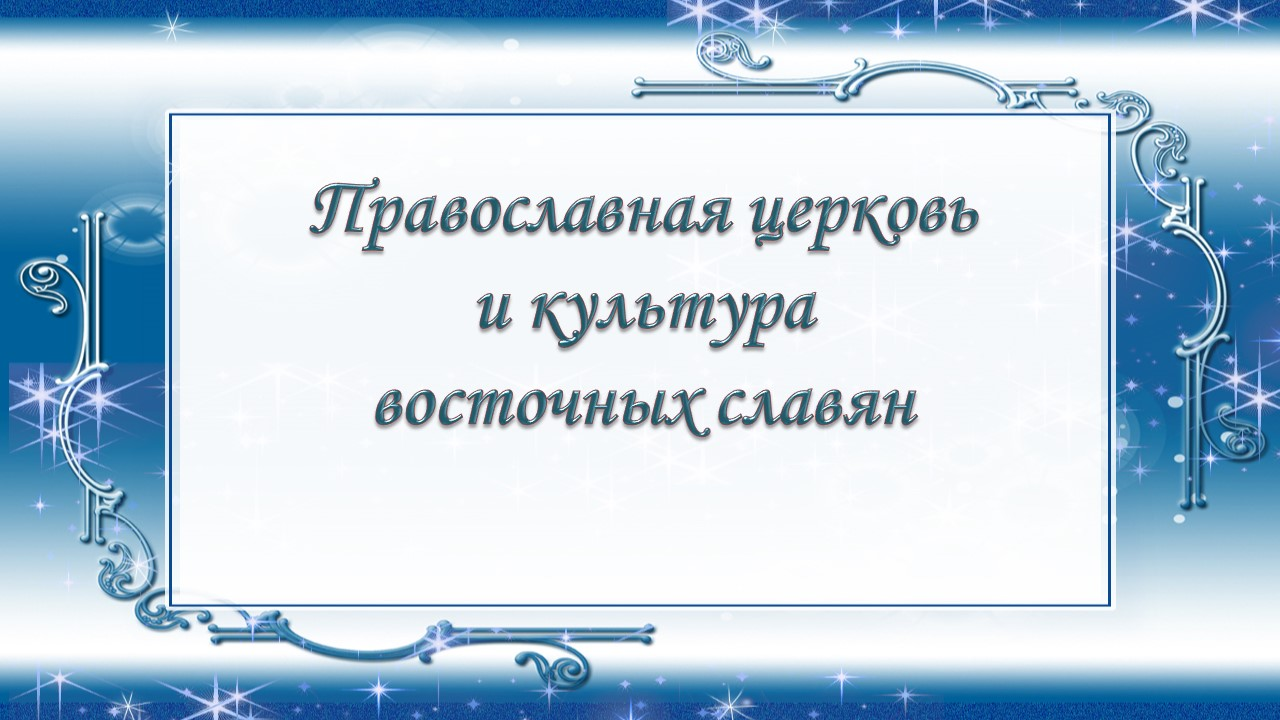 Православная церковь
и культура
восточных славян